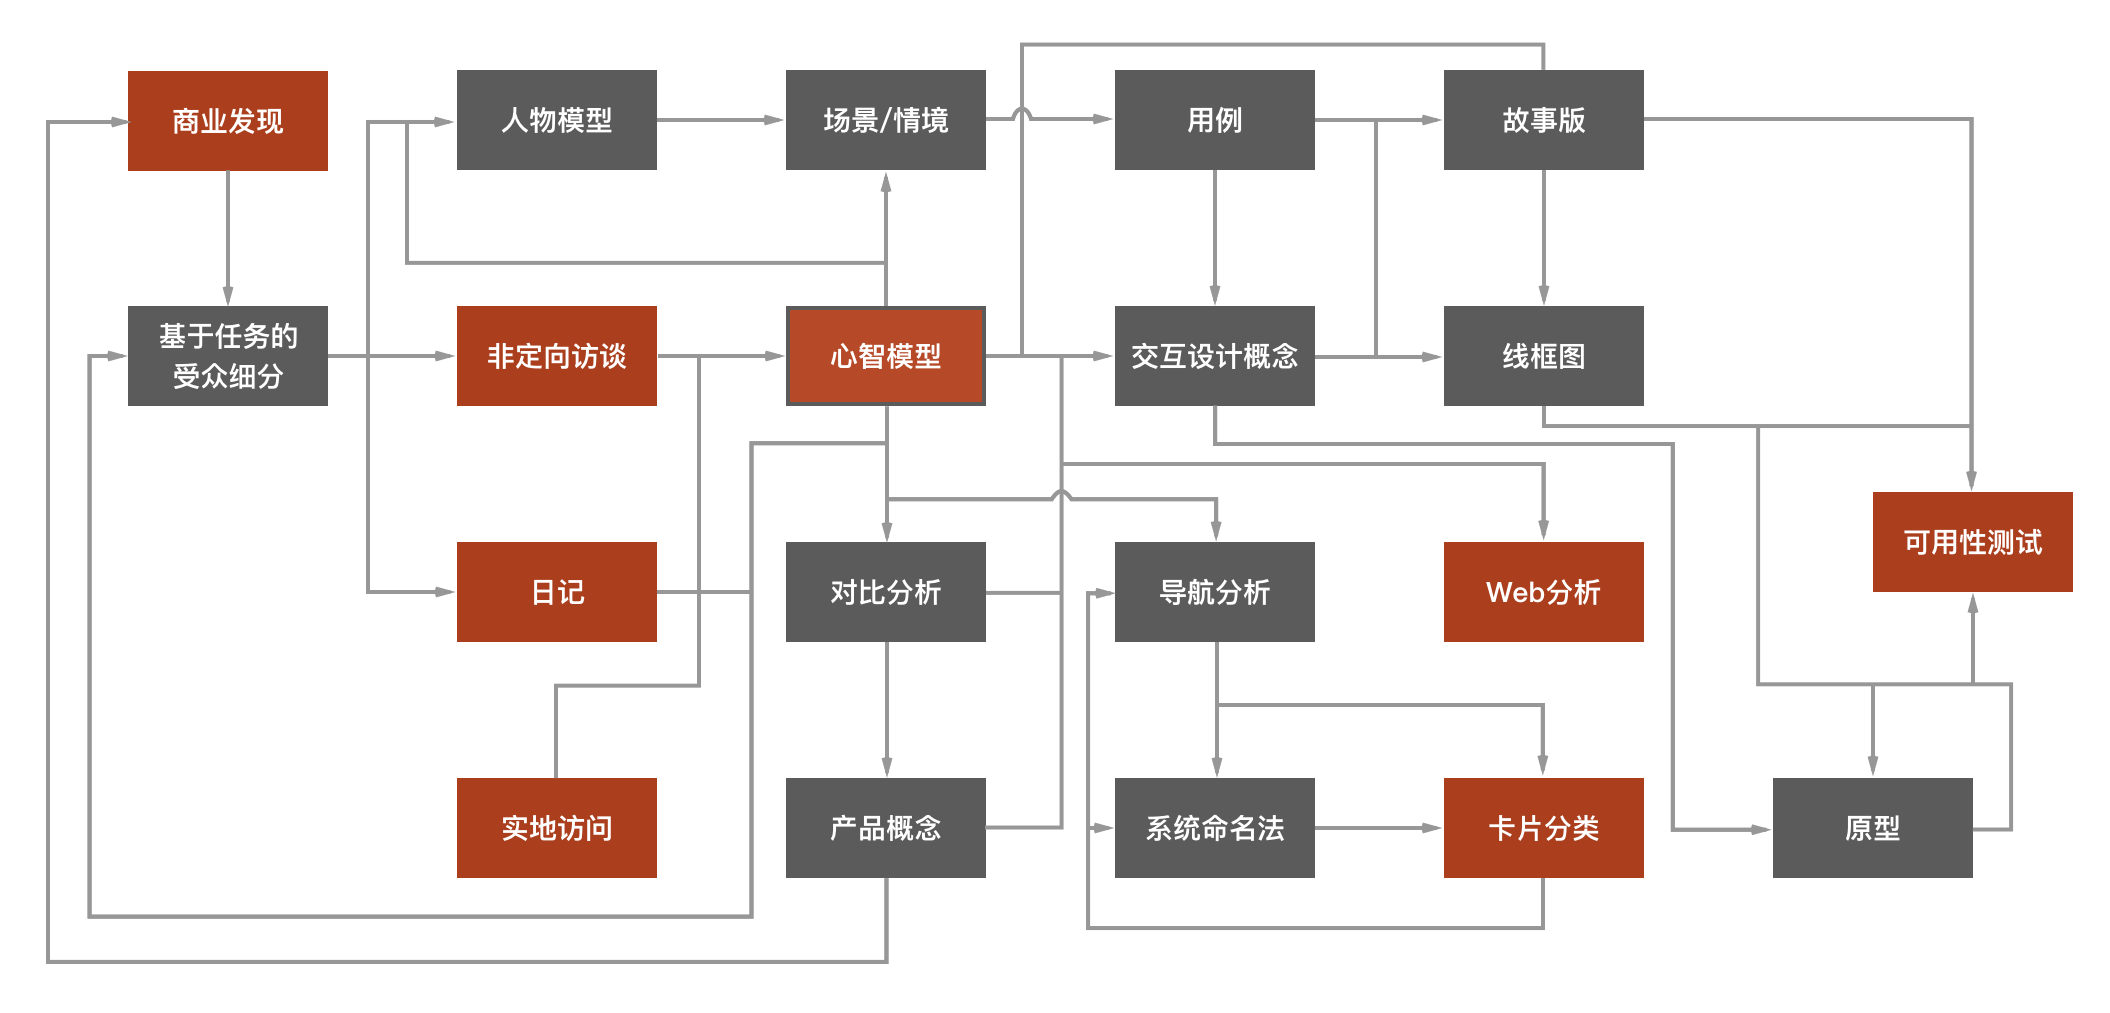 商业发现
人物模型
场景/情境
用例
故事版
基于任务的
受众细分
非定向访谈
心智模型
交互设计概念
线框图
可用性测试
日记
对比分析
导航分析
Web分析
实地访问
产品概念
系统命名法
卡片分类
原型